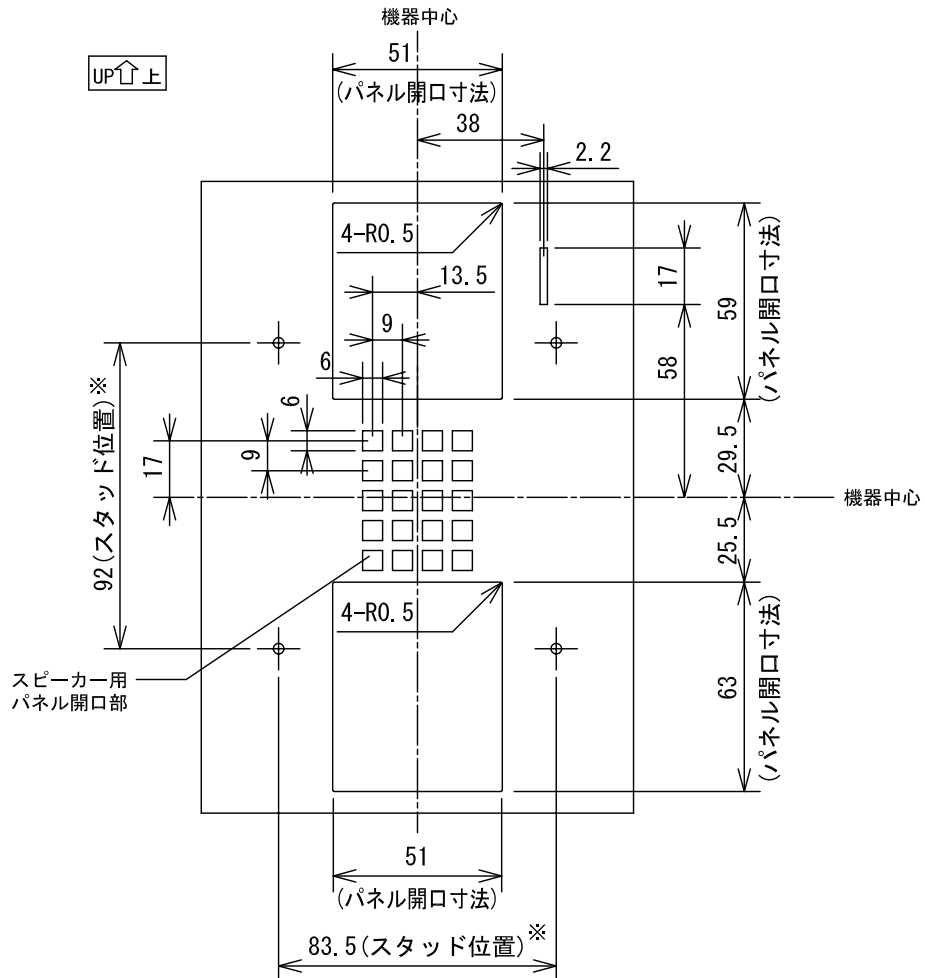 機器中心
UP⇧上
51
(パネル開口寸法)
38
2.2
4-R0.5
13.5
17
59
(パネル開口寸法)
9
58
6
6
92(スタッド位置)※
17
9
29.5
機器中心
25.5
4-R0.5
スピーカー用
パネル開口部
63
(パネル開口寸法)
51
(パネル開口寸法)
83.5(スタッド位置)※